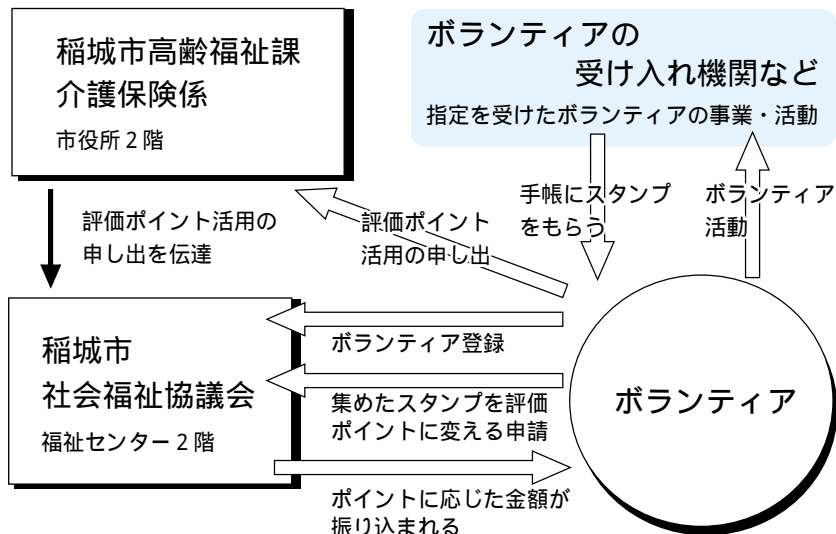 稲城市高齢福祉課
介護保険係
市役所2階
ボランティアの
受け入れ機関など
指定を受けたボランティアの事業・活動
評価ポイント活用の
申し出を伝達
評価ポイント
活用の申し出
手帳にスタンプ
をもらう
ボランティア
活動
稲城市
社会福祉協議会
福祉センター2階
ボランティア登録
集めたスタンプを評価
ポイントに変える申請
ポイントに応じた金額が
振り込まれる
ボランティア